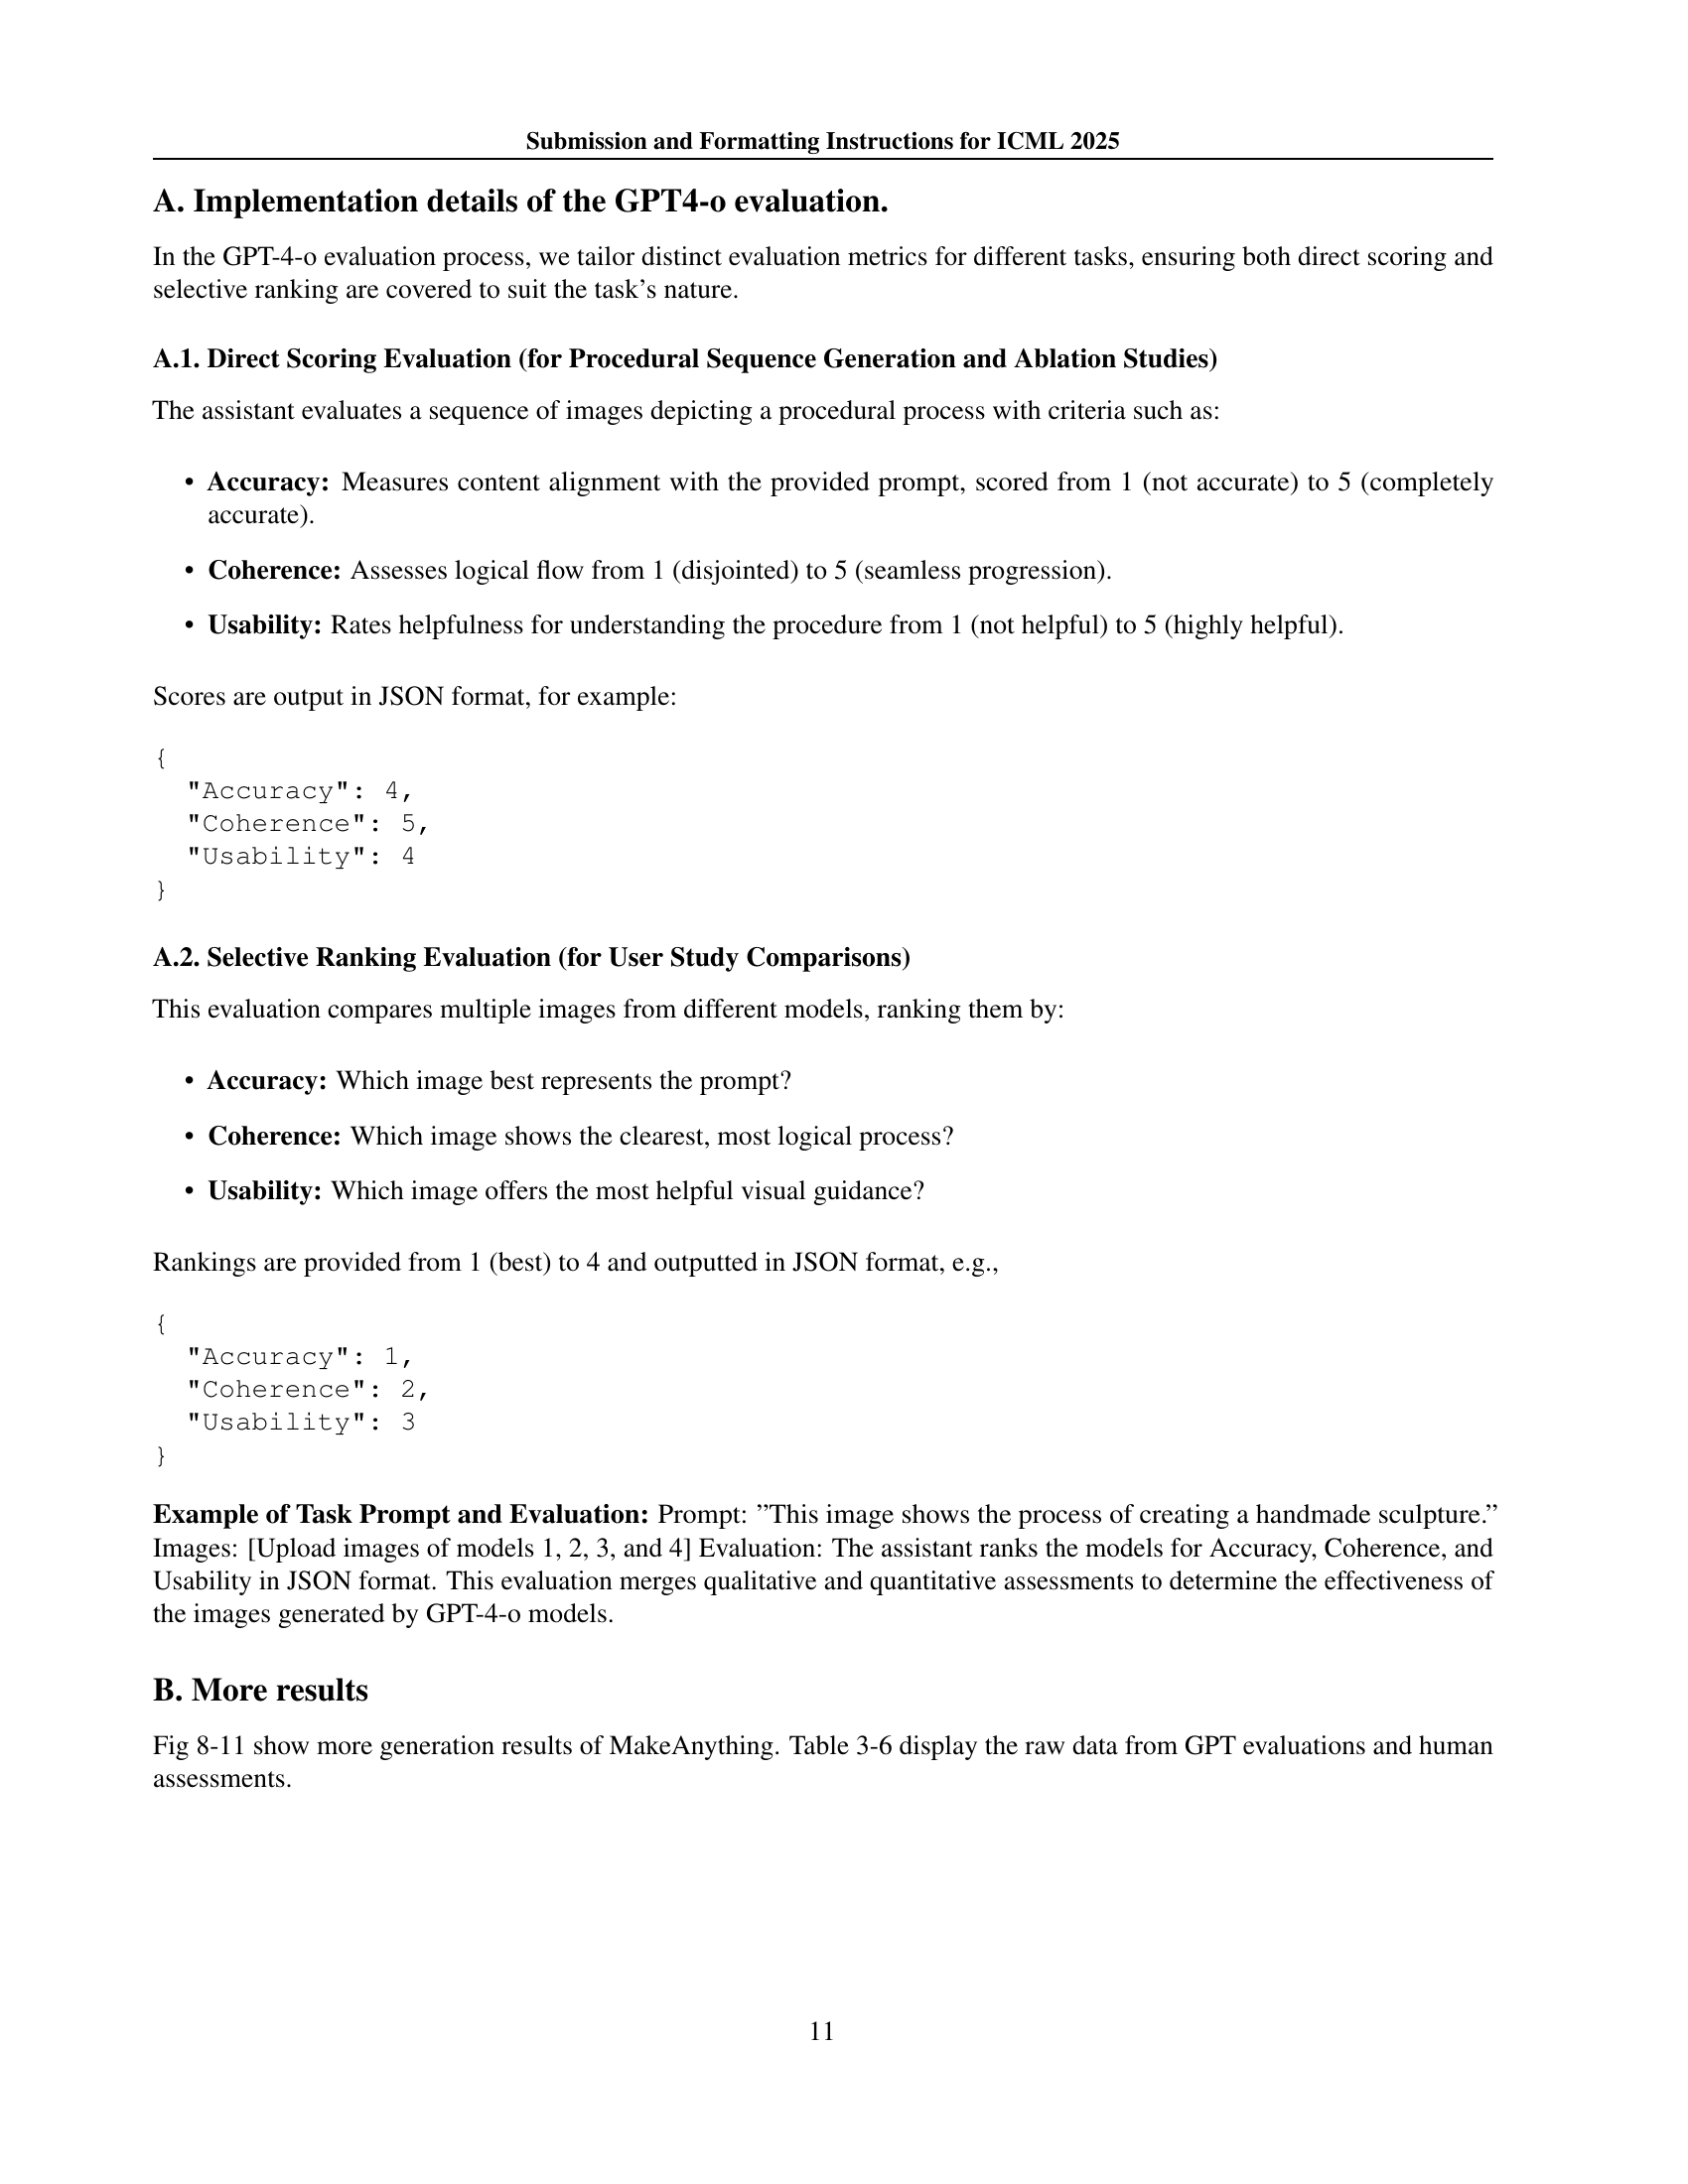 Submission and Formatting Instructions for ICML 2025
A. Implementation details of the GPT4-o evaluation.
In the GPT-4-o evaluation process, we tailor distinct evaluation metrics for different tasks, ensuring both direct scoring and
selective ranking are covered to suit the task's nature.
A.1. Direct Scoring Evaluation (for Procedural Sequence Generation and Ablation Studies)
The assistant evaluates a sequence of images depicting a procedural process with criteria such as:
• Accuracy: Measures content alignment with the provided prompt, scored from 1 (not accurate) to 5 (completely
accurate).
• Coherence: Assesses logical flow from 1 (disjointed) to 5 (seamless progression).
• Usability: Rates helpfulness for understanding the procedure from 1 (not helpful) to 5 (highly helpful).
Scores are output in JSON format, for example:
{
"Accuracy": 4,
"Coherence": 5,
"Usability": 4
}
A.2. Selective Ranking Evaluation (for User Study Comparisons)
This evaluation compares multiple images from different models, ranking them by:
• Accuracy: Which image best represents the prompt?
• Coherence: Which image shows the clearest, most logical process?
• Usability: Which image offers the most helpful visual guidance?
Rankings are provided from 1 (best) to 4 and outputted in JSON format, e.g.,
{
"Accuracy": 1,
"Coherence": 2,
"Usability": 3
}
Example of Task Prompt and Evaluation: Prompt: ”This image shows the process of creating a handmade sculpture.”
Images: [Upload images of models 1, 2, 3, and 4] Evaluation: The assistant ranks the models for Accuracy, Coherence, and
Usability in JSON format. This evaluation merges qualitative and quantitative assessments to determine the effectiveness of
the images generated by GPT-4-o models.
B. More results
Fig 8-11 show more generation results of MakeAnything. Table 3-6 display the raw data from GPT evaluations and human
assessments.
11